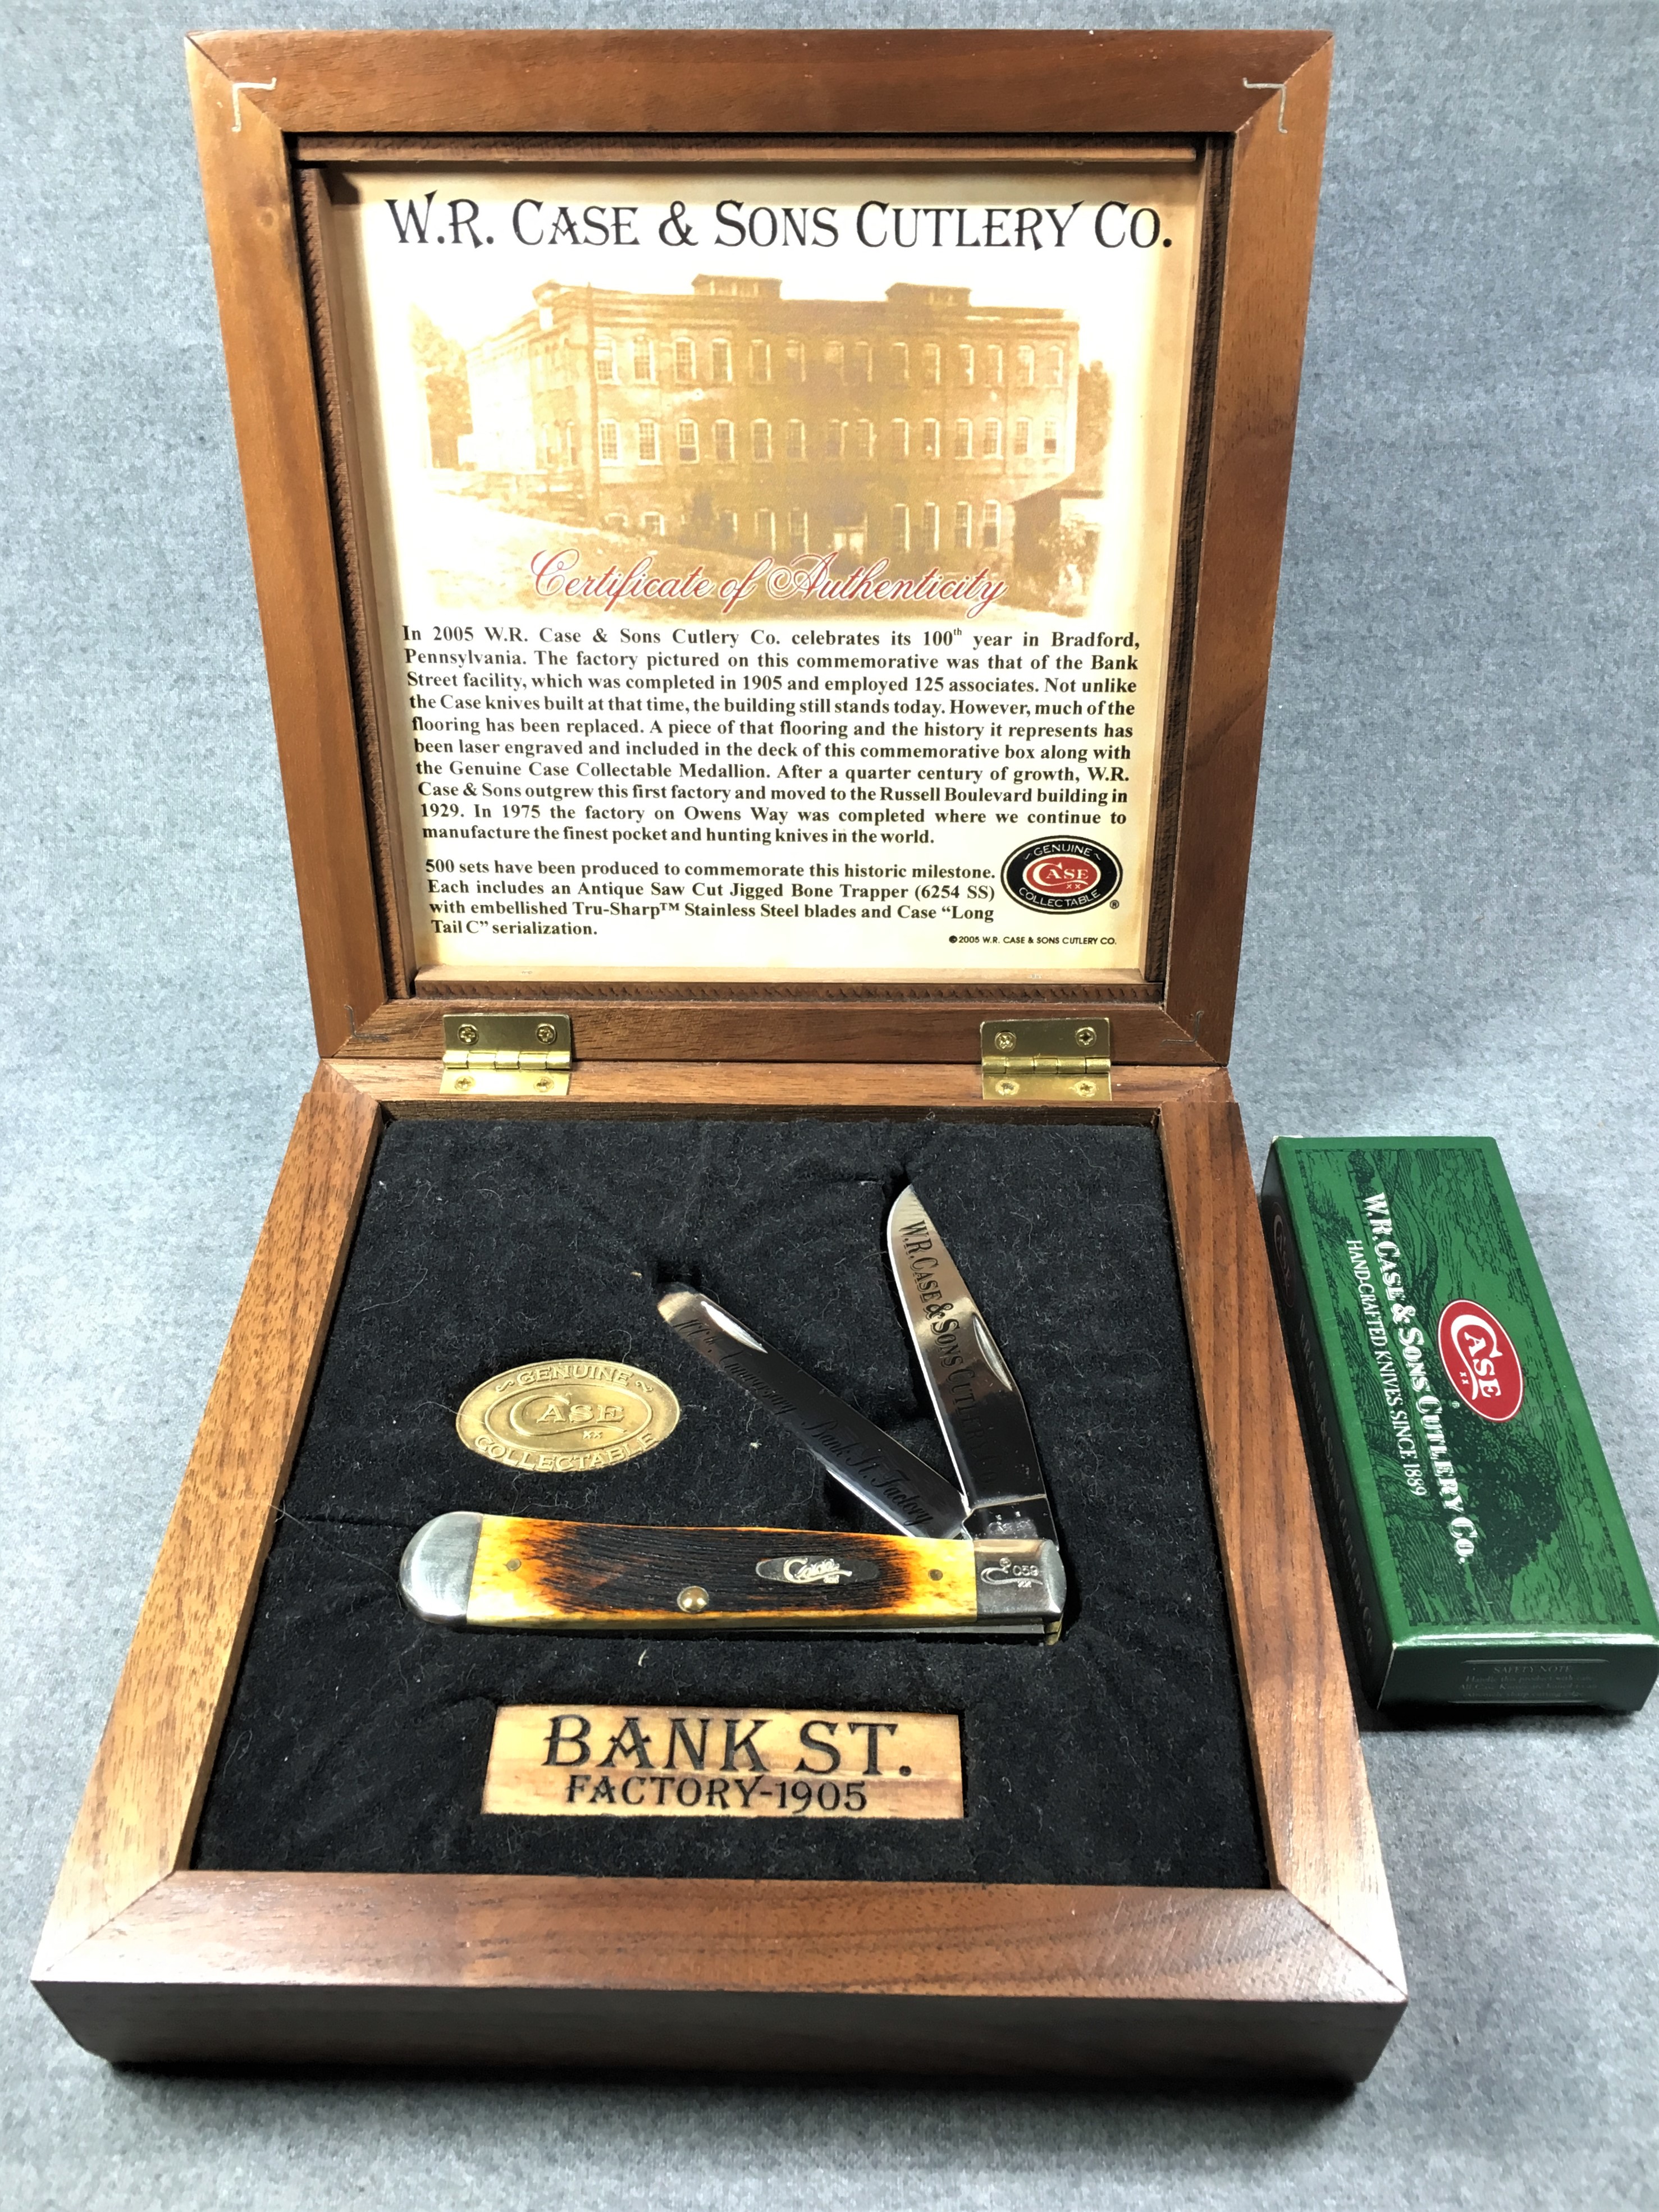 W.R. CASE & SONS CUTLERY CO.
Certificate of Authenticity
In 2005 W.R. Case & Sons Cutlery Co. celebrates its 100th year in Bradford,
Pennsylvania. The factory pictured on this commemorative was that of the Bank
Street facility, which was completed in 1905 and employed 125 associates. Not unlike
the Case knives built at that time, the building still stands today. However, much of the
flooring has been replaced. A piece of that flooring and the history it represents has
been laser engraved and included in the deck of this commemorative box along with
the Genuine Case Collectable Medallion. After a quarter century of growth, W.R.
Case & Sons outgrew this first factory and moved to the Russell Boulevard building in
1929. In 1975 the factory on Owens Way was completed where we continue to
manufacture the finest pocket and hunting knives in the world.
500 sets have been produced to commemorate this historic milestone.
Each includes an Antique Saw Cut Jigged Bone Trapper (6254 SS)
with embellished Tru-Sharp™ Stainless Steel blades and Case “Long
Tail C” serialization.
GENUINE
CASE
XX
COLLECTABLE
®
©2005 W.R. CASE & SONS CUTLERY CO.
W.R. CASE & SONS
Anniversary Bank St. Factory
GENUINE
CASE
XX
COLLECTABLE
Case
C 059
XX
BANK ST.
FACTORY-1905
CASE
XX
W.R. CASE & SONS CUTLERY CO.
HAND-CRAFTED KNIVES SINCE 1889
SAFETY NOTE